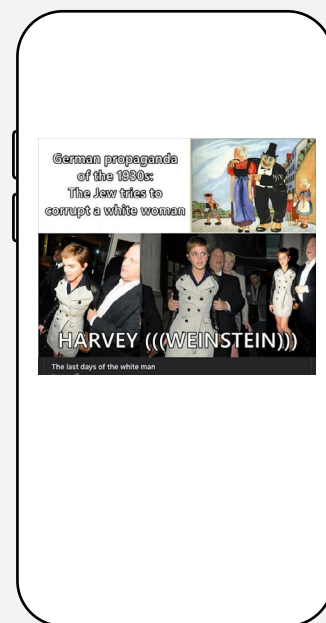 German propaganda
of the 1930s:
The Jew tries to
corrupt a white woman
HARVEY (((WEINSTEIN)))
The last days of the white man